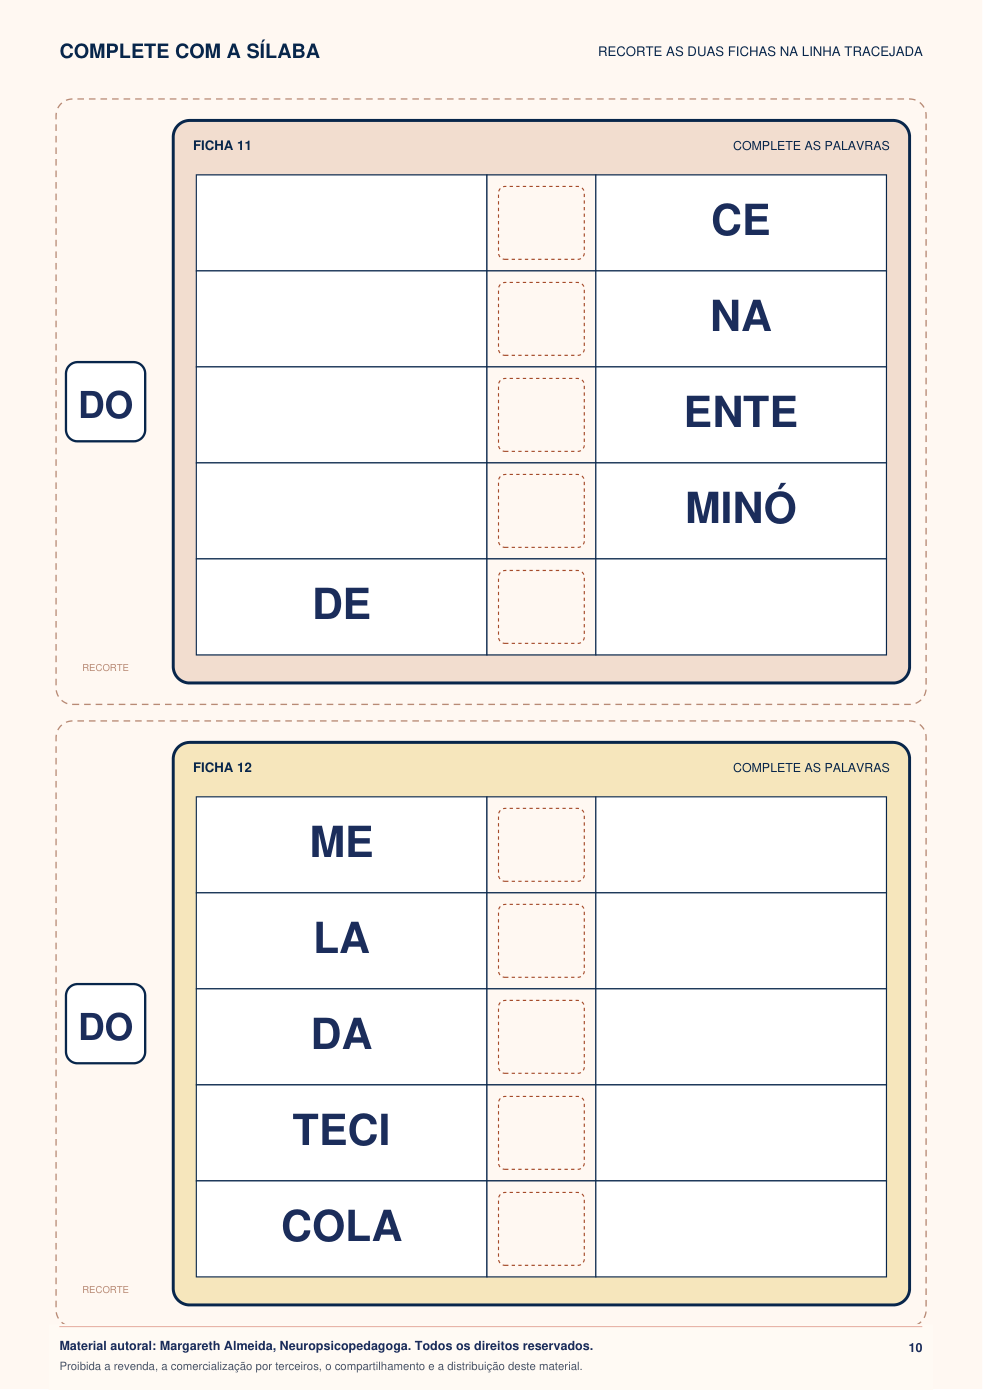 COMPLETE COM A SÍLABA
RECORTE AS DUAS FICHAS NA LINHA TRACEJADA
FICHA 11
COMPLETE AS PALAVRAS
CE
NA
DO
ENTE
MINÓ
DE
RECORTE
FICHA 12
COMPLETE AS PALAVRAS
ME
LA
DO
DA
TECI
COLA
RECORTE
Material autoral: Margareth Almeida, Neuropsicopedagoga. Todos os direitos reservados.
10
Proibida a revenda, a comercialização por terceiros, o compartilhamento e a distribuição deste material.